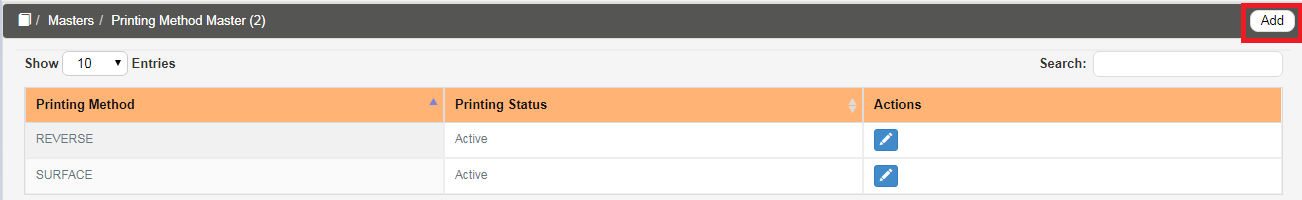 / Masters / Printing Method Master (2) Add
Show 10 Entries Search:
Printing Method Printing Status Actions
REVERSE Active
SURFACE Active